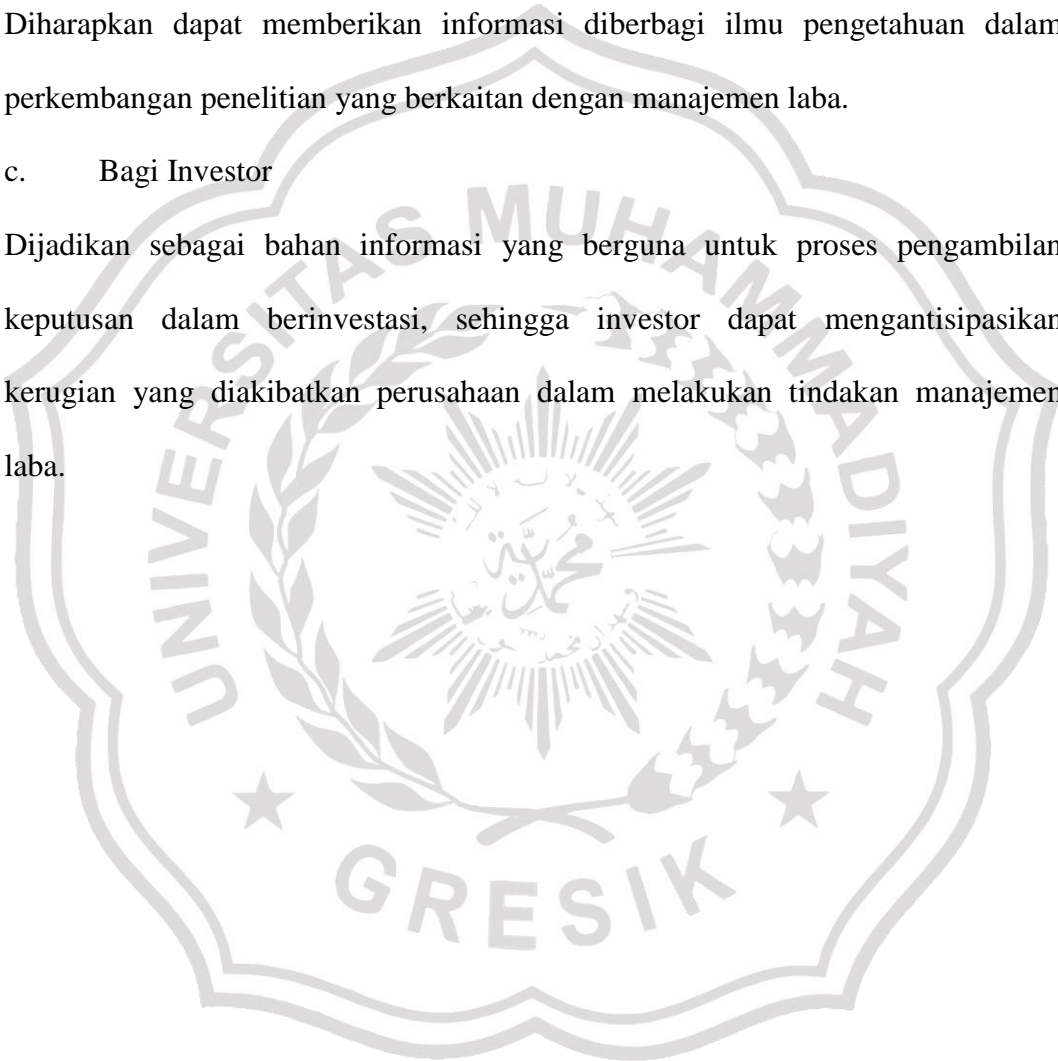 Diharapkan dapat memberikan informasi diberbagi ilmu pengetahuan dalam
perkembangan penelitian yang berkaitan dengan manajemen laba.
c. Bagi Investor
Dijadikan sebagai bahan informasi yang berguna untuk proses pengambilan
keputusan dalam berinvestasi, sehingga investor dapat mengantisipasikan
kerugian yang diakibatkan perusahaan dalam melakukan tindakan manajemen
laba.
UNIVERSITAS MUHAMMADIYAH
محمد
GRESIK